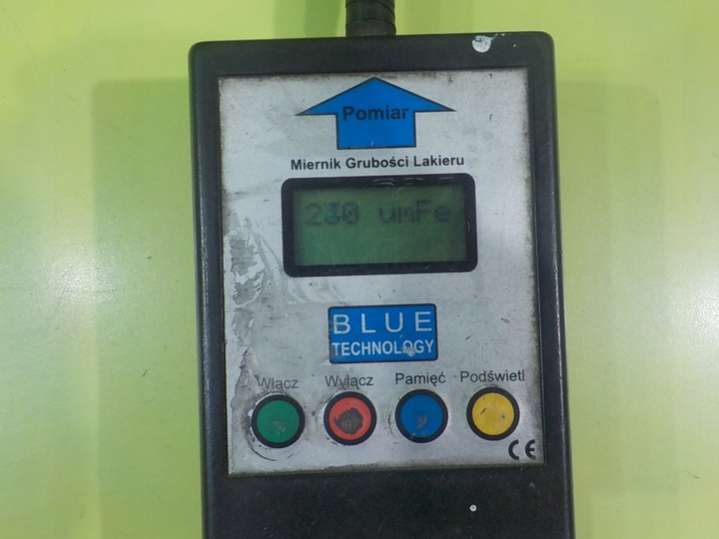 Pomiar
Miernik Grubości Lakieru
230 umFe
BLUE
TECHNOLOGY
Włącz Wyłącz Pamięć Podświetl
CE